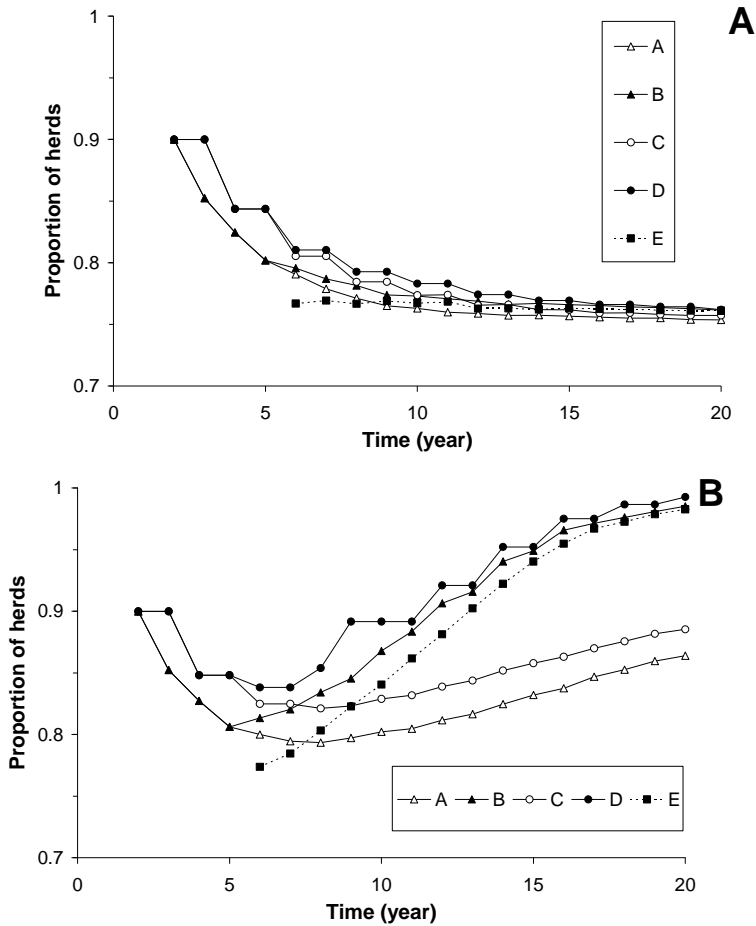 A
1
0.9
0.8
0.7
Proportion of herds
A
B
C
D
E
0 5 10 15 20
Time (year)
B
1
0.9
0.8
0.7
Proportion of herds
A B C D E
0 5 10 15 20
Time (year)